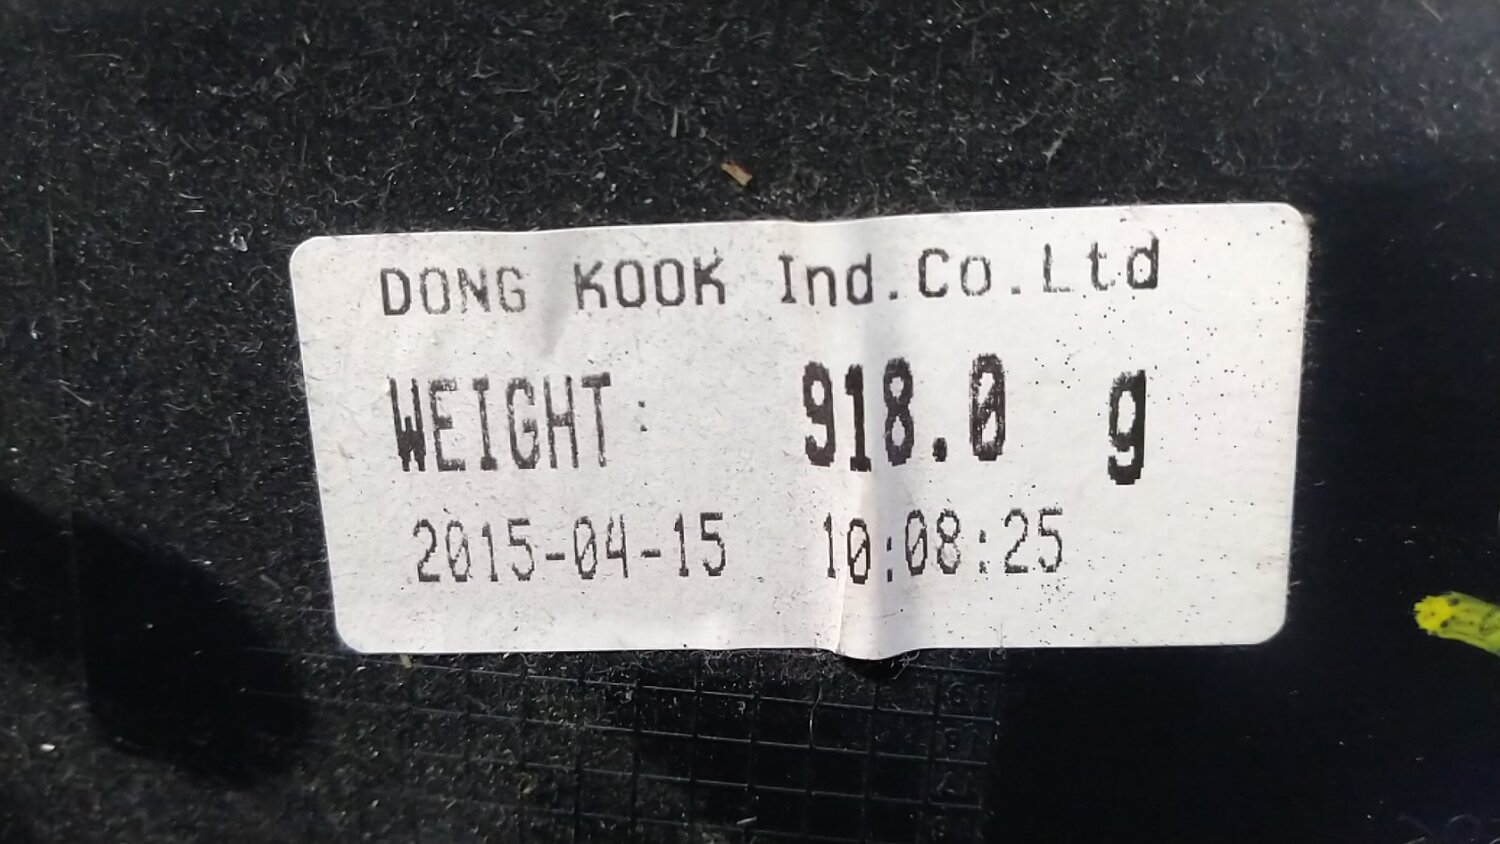 DONG KOOK Ind.Co.Ltd
WEIGHT: 918.0 g
2015-04-15 10:08:25